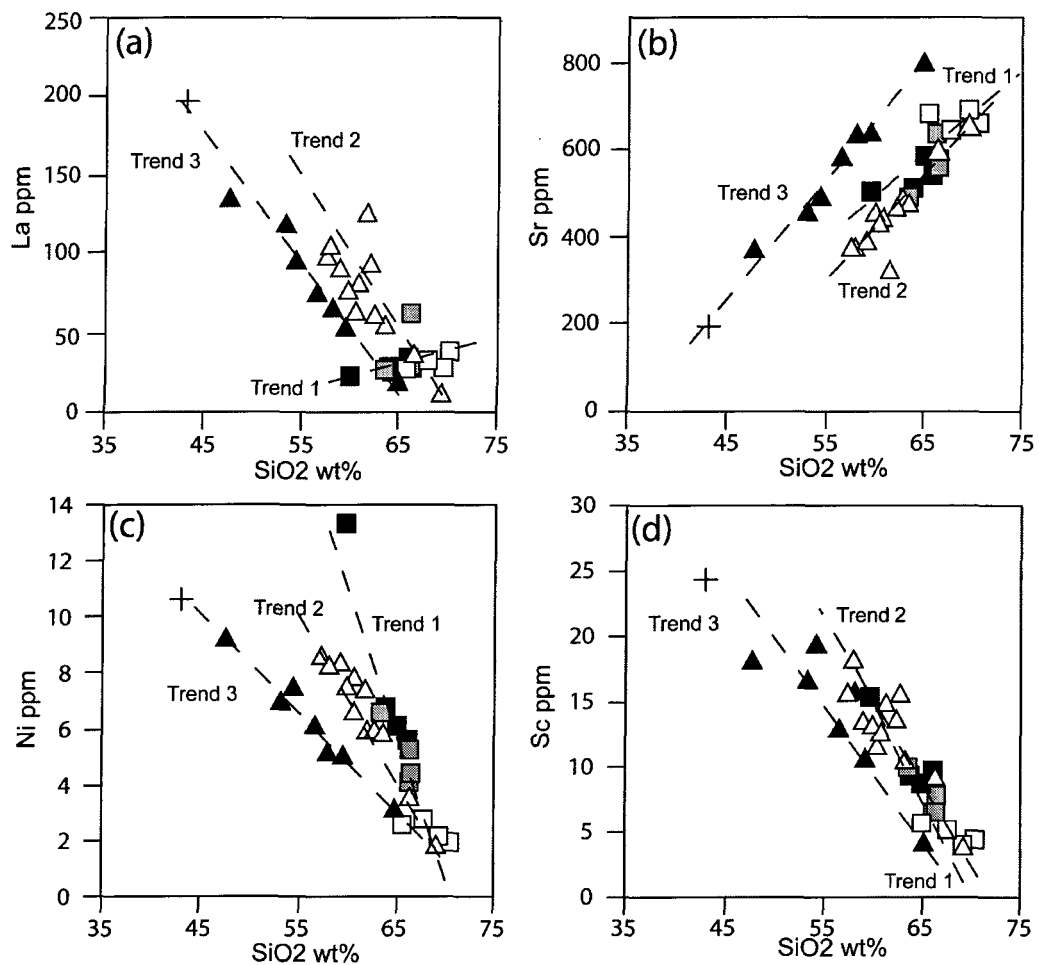 (a)
250
200
150
100
50
0
La ppm
Trend 2
Trend 3
Trend 1
35 45 55 65 75
SiO2 wt%
(b)
800
600
400
200
0
Sr ppm
Trend 1
Trend 3
Trend 2
35 45 55 65 75
SiO2 wt%
(c)
14
12
10
8
6
4
2
0
Ni ppm
Trend 2
Trend 1
Trend 3
35 45 55 65 75
SiO2 wt%
(d)
30
25
20
15
10
5
0
Sc ppm
Trend 2
Trend 3
Trend 1
35 45 55 65 75
SiO2 wt%